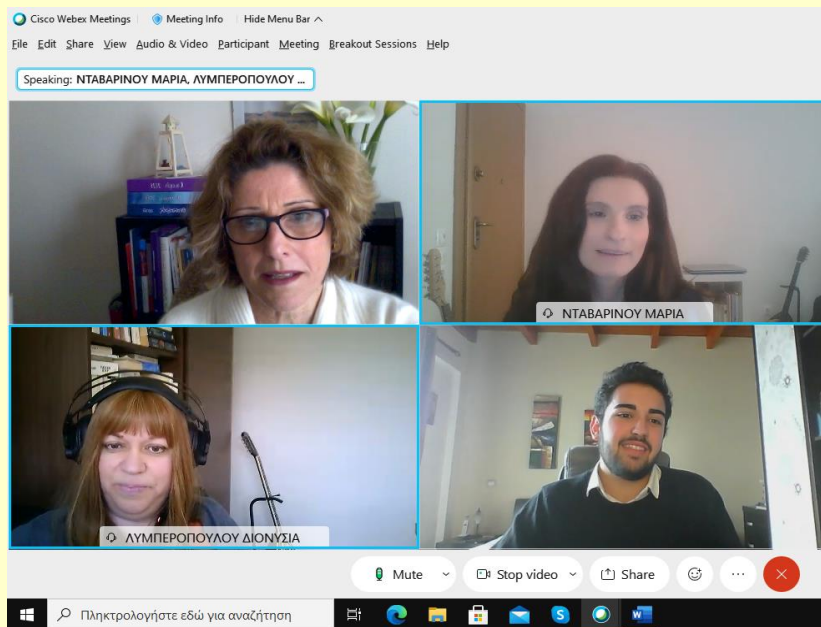 Cisco Webex Meetings Meeting Info Hide Menu Bar
File Edit Share View Audio & Video Participant Meeting Breakout Sessions Help
Speaking: ΝΤΑΒΑΡΙΝΟΥ ΜΑΡΙΑ, ΛΥΜΠΕΡΟΠΟΥΛΟΥ ...
ΝΤΑΒΑΡΙΝΟΥ ΜΑΡΙΑ
ΛΥΜΠΕΡΟΠΟΥΛΟΥ ΔΙΟΝΥΣΙΑ
Mute Stop video Share ...
Πληκτρολογήστε εδώ για αναζήτηση